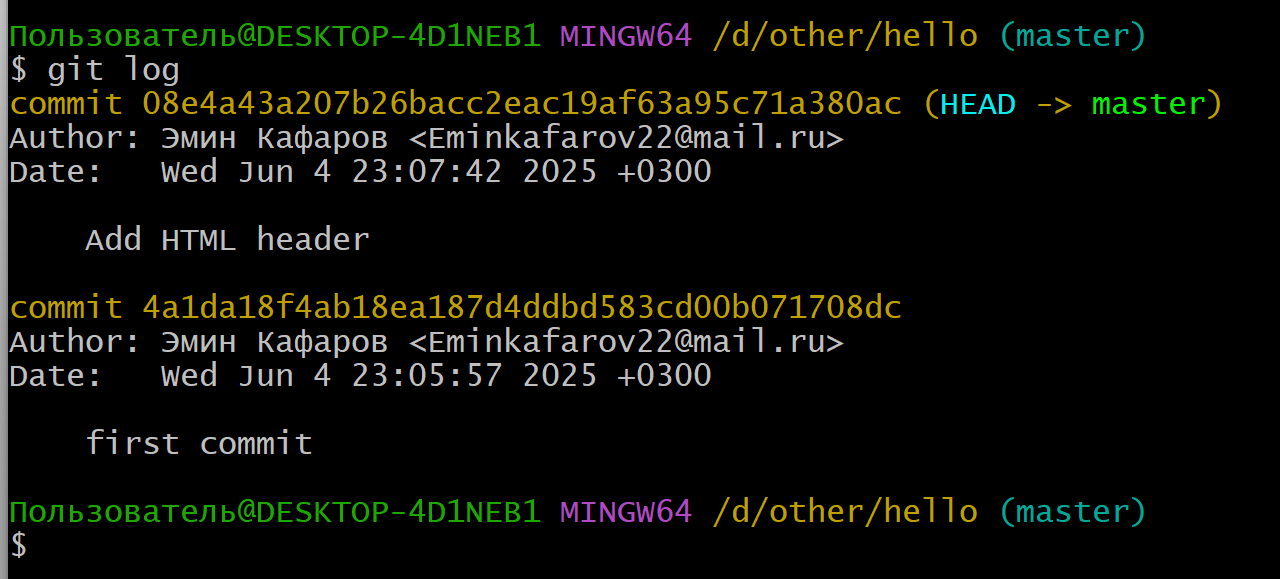 Пользователь@DESKTOP-4D1NEB1 MINGW64 /d/other/hello (master)
$ git log
commit 08e4a43a207b26bacc2eac19af63a95c71a380ac (HEAD -> master)
Author: Эмин Кафаров <Eminkafarov22@mail.ru>
Date:   Wed Jun 4 23:07:42 2025 +0300
    Add HTML header
commit 4a1da18f4ab18ea187d4ddbd583cd00b071708dc
Author: Эмин Кафаров <Eminkafarov22@mail.ru>
Date:   Wed Jun 4 23:05:57 2025 +0300
    first commit
Пользователь@DESKTOP-4D1NEB1 MINGW64 /d/other/hello (master)
$